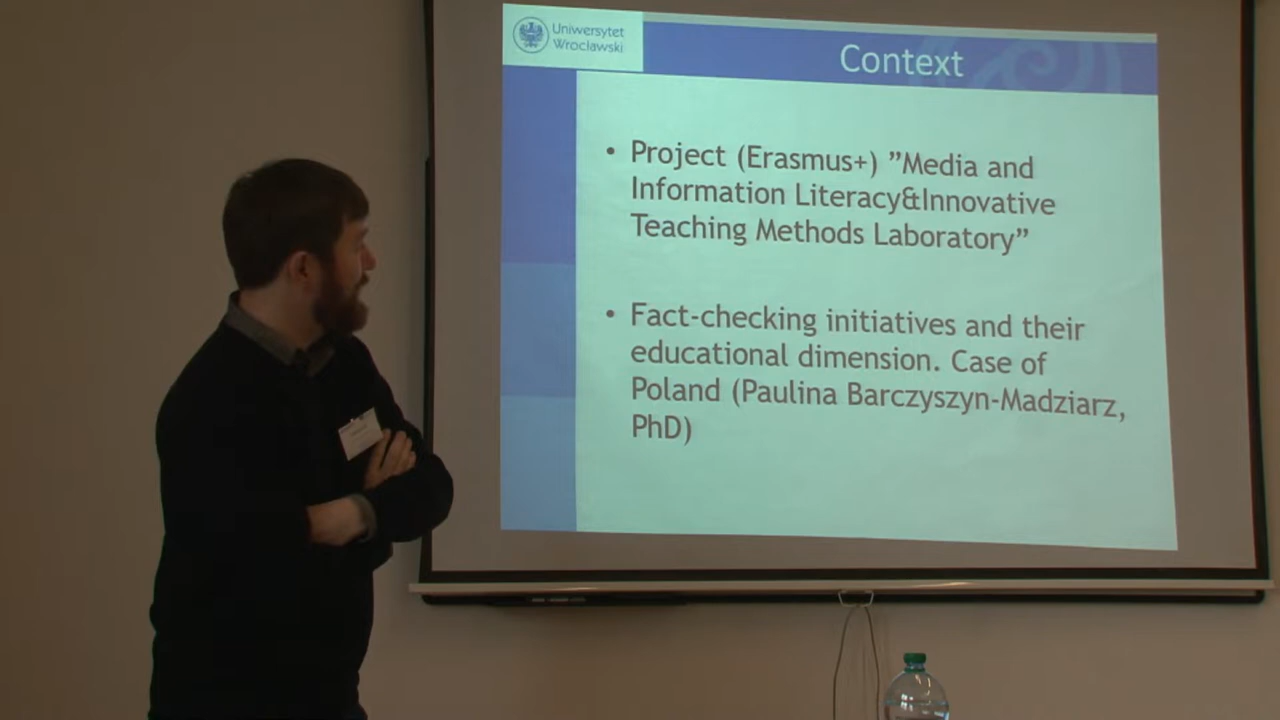 Uniwersytet
Wrocławski
Context
• Project (Erasmus+) ”Media and
Information Literacy&Innovative
Teaching Methods Laboratory”
• Fact-checking initiatives and their
educational dimension. Case of
Poland (Paulina Barczyszyn-Madziarz,
PhD)